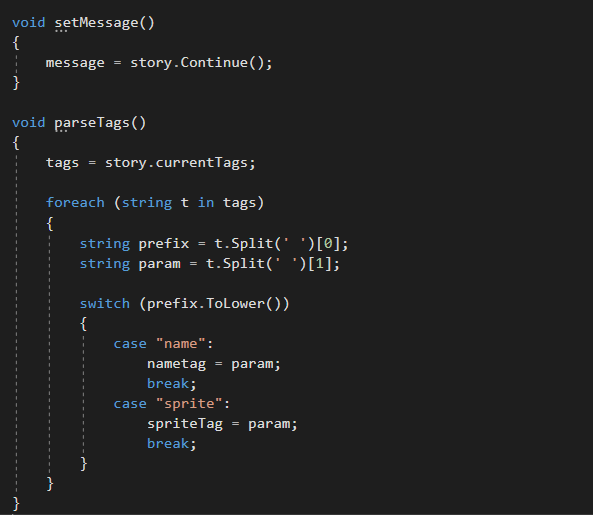 void setMessage()
{
    message = story.Continue();
}

void parseTags()
{
    tags = story.currentTags;

    foreach (string t in tags)
    {
        string prefix = t.Split(' ')[0];
        string param = t.Split(' ')[1];

        switch (prefix.ToLower())
        {
            case "name":
                nametag = param;
                break;
            case "sprite":
                spriteTag = param;
                break;
        }
    }
}